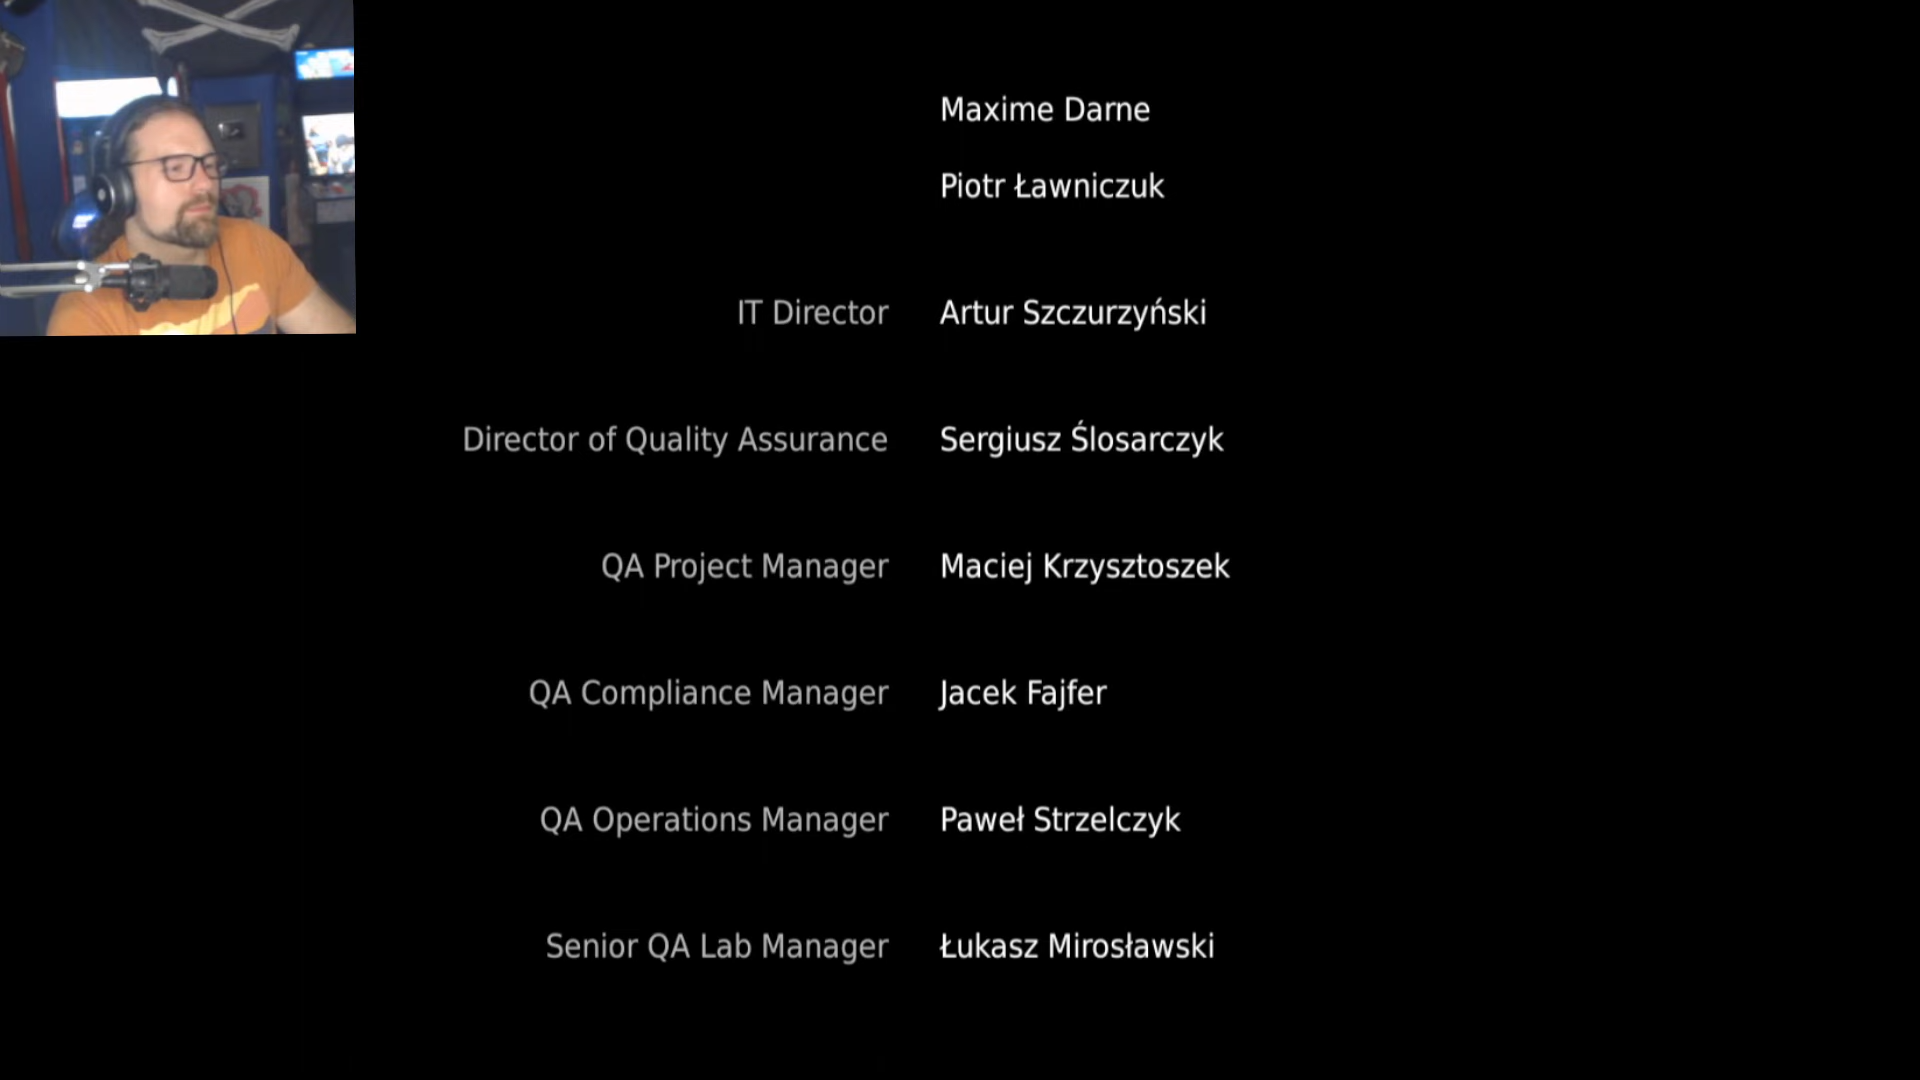 Maxime Darne
Piotr Ławniczuk
IT Director Artur Szczurzyński
Director of Quality Assurance Sergiusz Ślosarczyk
QA Project Manager Maciej Krzysztoszek
QA Compliance Manager Jacek Fajfer
QA Operations Manager Paweł Strzelczyk
Senior QA Lab Manager Łukasz Mirosławski